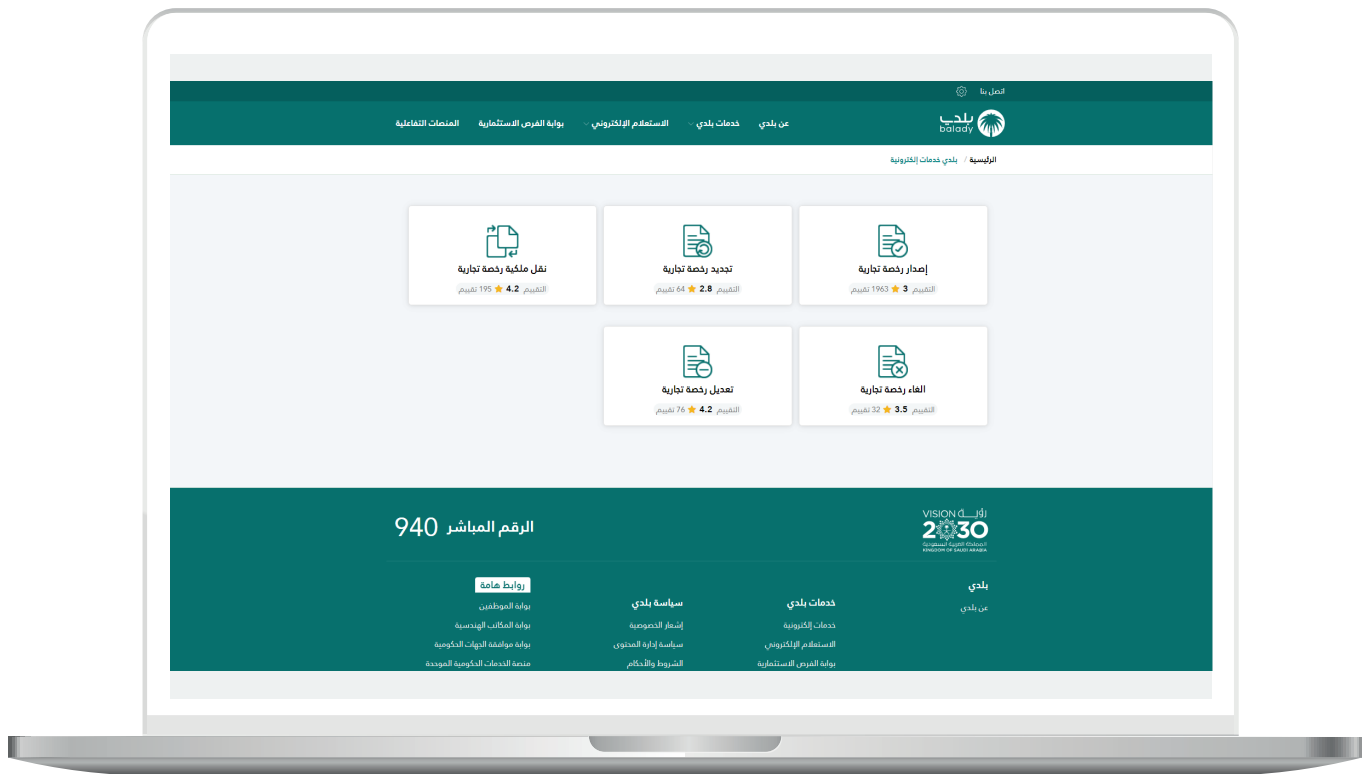 اتصل بنا
بلدي
balady
عن بلدي
خدمات بلدي
الاستعلام الإلكتروني
بوابة الفرص الاستثمارية
المنصات التفاعلية
الرئيسية / بلدي خدمات إلكترونية
إصدار رخصة تجارية
التقييم 3 ★ 1963 تقييم
تجديد رخصة تجارية
التقييم 2.8 ★ 64 تقييم
نقل ملكية رخصة تجارية
التقييم 4.2 ★ 195 تقييم
الغاء رخصة تجارية
التقييم 3.5 ★ 32 تقييم
تعديل رخصة تجارية
التقييم 4.2 ★ 76 تقييم
VISION رؤيــة
2030
المملكة العربية السعودية
KINGDOM OF SAUDI ARABIA
الرقم المباشر 940
بلدي
عن بلدي
خدمات بلدي
خدمات إلكترونية
الاستعلام الإلكتروني
بوابة الفرص الاستثمارية
سياسة بلدي
إشعار الخصوصية
سياسة إدارة المحتوى
الشروط والأحكام
روابط هامة
بوابة الموظفين
بوابة المكاتب الهندسية
بوابة موافقة الجهات الحكومية
منصة الخدمات الحكومية الموحدة